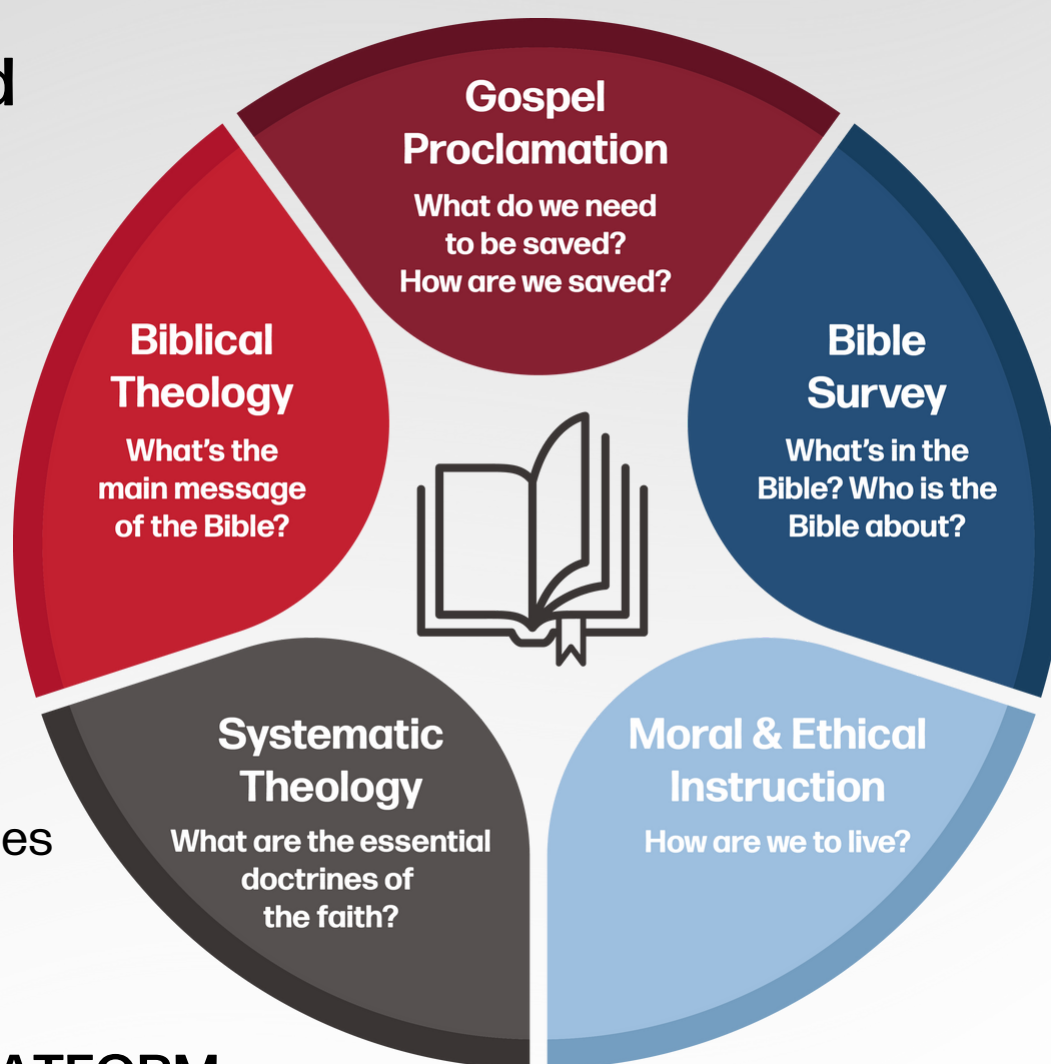 d
Gospel
Proclamation
What do we need
to be saved?
How are we saved?
Biblical
Theology
What's the
main message
of the Bible?
Bible
Survey
What's in the
Bible? Who is the
Bible about?
Systematic
Theology
What are the essential
doctrines of
the faith?
Moral & Ethical
Instruction
How are we to live?
es